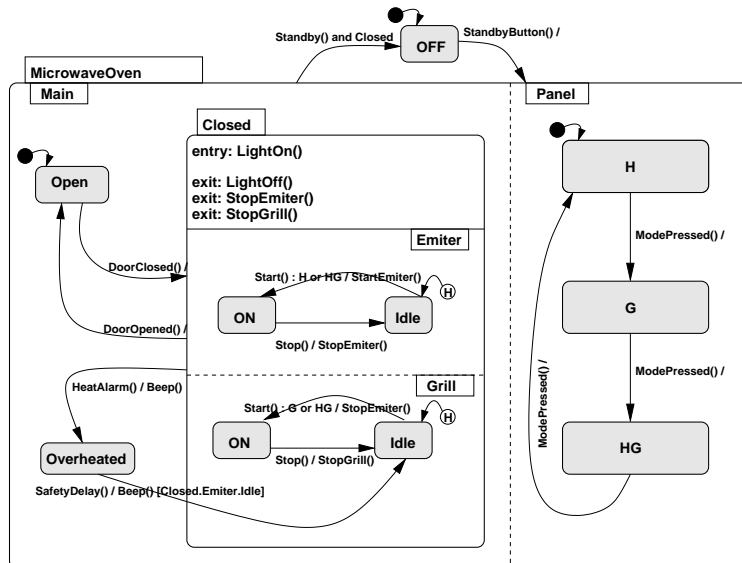 Standby() and Closed
OFF
StandbyButton() /
MicrowaveOven
Main
Panel
Closed
entry: LightOn()
exit: LightOff()
exit: StopEmiter()
exit: StopGrill()
Open
H
Emiter
ModePressed() /
DoorClosed() /
Start() : H or HG / StartEmiter()
H
ON
Idle
G
DoorOpened() /
Stop() / StopEmiter()
HeatAlarm() / Beep()
Grill
ModePressed() /
ModePressed() /
Start() : G or HG / StopEmiter()
H
ON
Idle
HG
Overheated
Stop() / StopGrill()
SafetyDelay() / Beep() [Closed.Emiter.Idle]